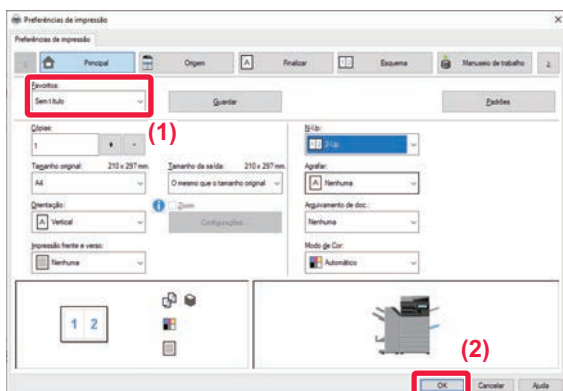 Preferências de impressão
Preferências de impressão
Principal
Origem
A
Finalizar
Esquema
Manuseio de trabalho
Favoritos:
Sem título
Guardar
Padrões
(1)
Cópias:
1
+
-
N-Up:
1 2
2-Up
Tamanho original:
210 x 297 mm.
Tamanho da saída:
210 x 297 mm.
Agrafar:
A4
O mesmo que o tamanho original
A
Nenhuma
Orientação:
Zoom
Arquivamento de doc.:
A
Vertical
Configurações...
Nenhuma
Impressão frente e verso:
Modo de Cor:
Nenhuma
Automático
1 2
(2)
OK
Cancelar
Ajuda